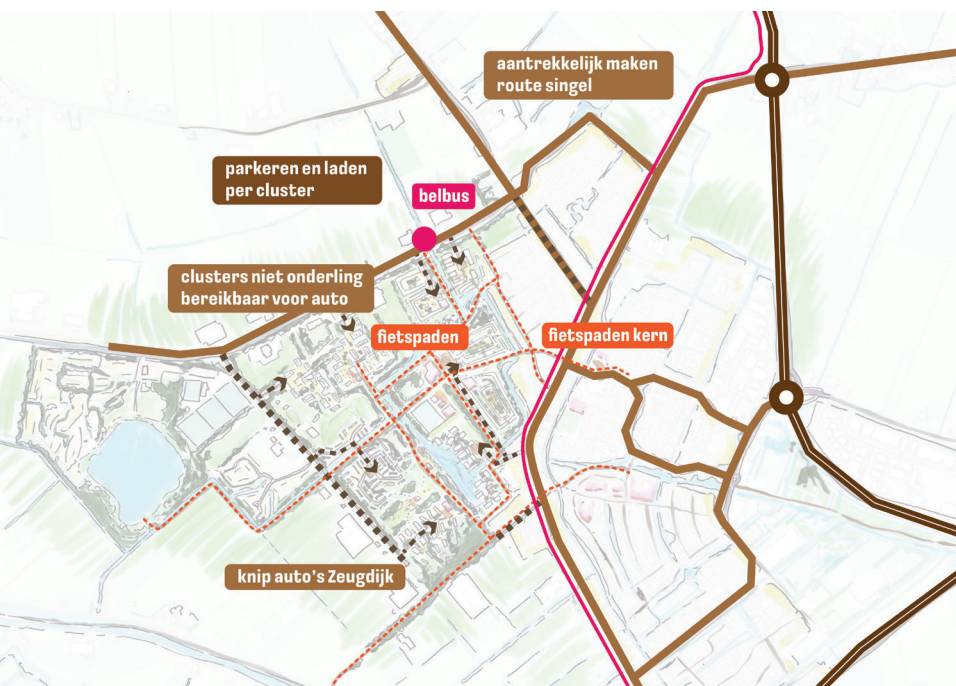 aantrekkelijk maken
route singel
parkeren en laden
per cluster
belbus
clusters niet onderling
bereikbaar voor auto
fietspaden
fietspaden kern
knip auto's Zeugdijk